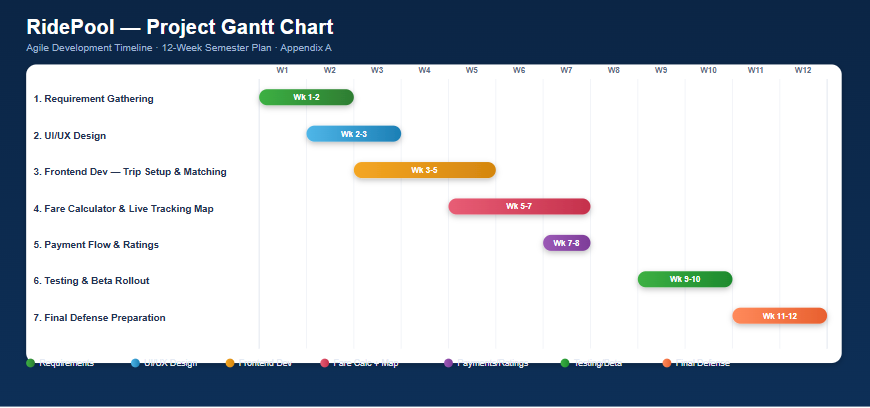 RidePool — Project Gantt Chart
Agile Development Timeline · 12-Week Semester Plan · Appendix A
W1 W2 W3 W4 W5 W6 W7 W8 W9 W10 W11 W12
1. Requirement Gathering Wk 1-2
2. UI/UX Design Wk 2-3
3. Frontend Dev — Trip Setup & Matching Wk 3-5
4. Fare Calculator & Live Tracking Map Wk 5-7
5. Payment Flow & Ratings Wk 7-8
6. Testing & Beta Rollout Wk 9-10
7. Final Defense Preparation Wk 11-12
Requirements UI/UX Design Frontend Dev Fare Calc + Map Payments/Ratings Testing/Beta Final Defense